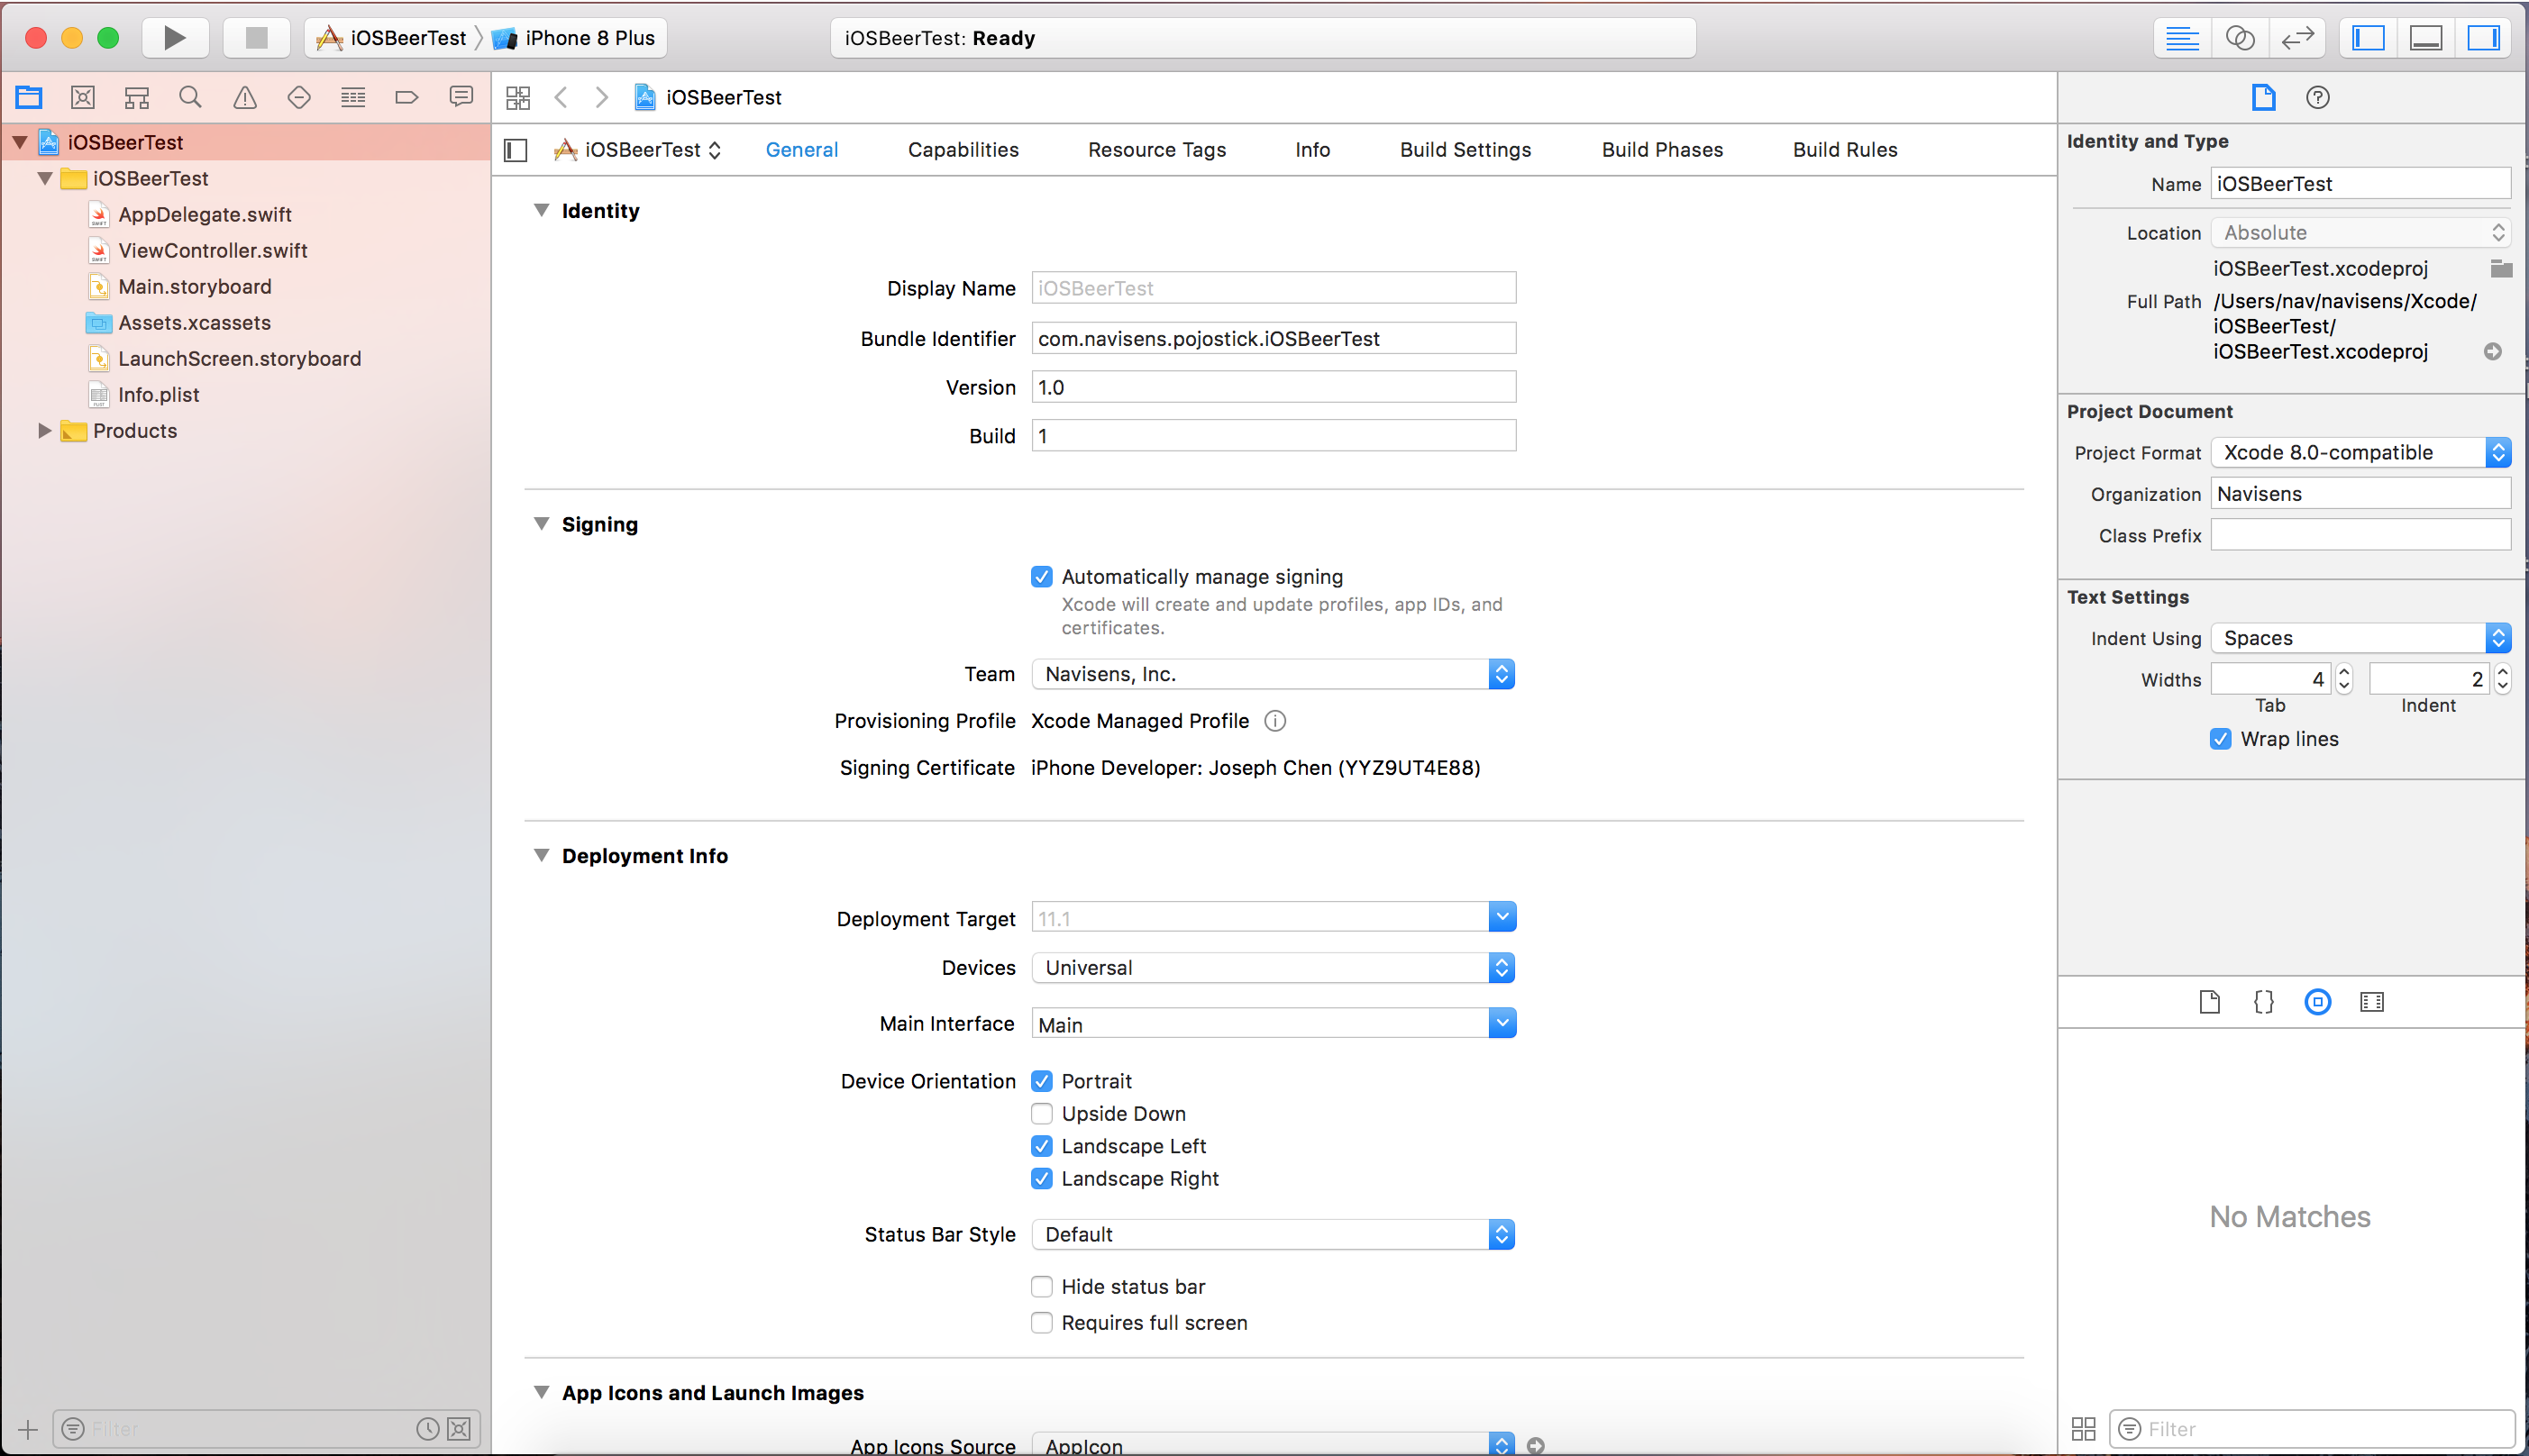 iOSBeerTest iPhone 8 Plus
iOSBeerTest: Ready
iOSBeerTest
iOSBeerTest
AppDelegate.swift
ViewController.swift
Main.storyboard
Assets.xcassets
LaunchScreen.storyboard
Info.plist
Products
Filter
iOSBeerTest
iOSBeerTest General Capabilities Resource Tags Info Build Settings Build Phases Build Rules
Identity
Display Name iOSBeerTest
Bundle Identifier com.navisens.pojostick.iOSBeerTest
Version 1.0
Build 1
Signing
Automatically manage signing
Xcode will create and update profiles, app IDs, and
certificates.
Team Navisens, Inc.
Provisioning Profile Xcode Managed Profile
Signing Certificate iPhone Developer: Joseph Chen (YYZ9UT4E88)
Deployment Info
Deployment Target 11.1
Devices Universal
Main Interface Main
Device Orientation Portrait
Upside Down
Landscape Left
Landscape Right
Status Bar Style Default
Hide status bar
Requires full screen
App Icons and Launch Images
App Icons Source AppIcon
Identity and Type
Name iOSBeerTest
Location Absolute
iOSBeerTest.xcodeproj
Full Path /Users/nav/navisens/Xcode/
iOSBeerTest/
iOSBeerTest.xcodeproj
Project Document
Project Format Xcode 8.0-compatible
Organization Navisens
Class Prefix
Text Settings
Indent Using Spaces
Widths 4 2
Tab Indent
Wrap lines
No Matches
Filter